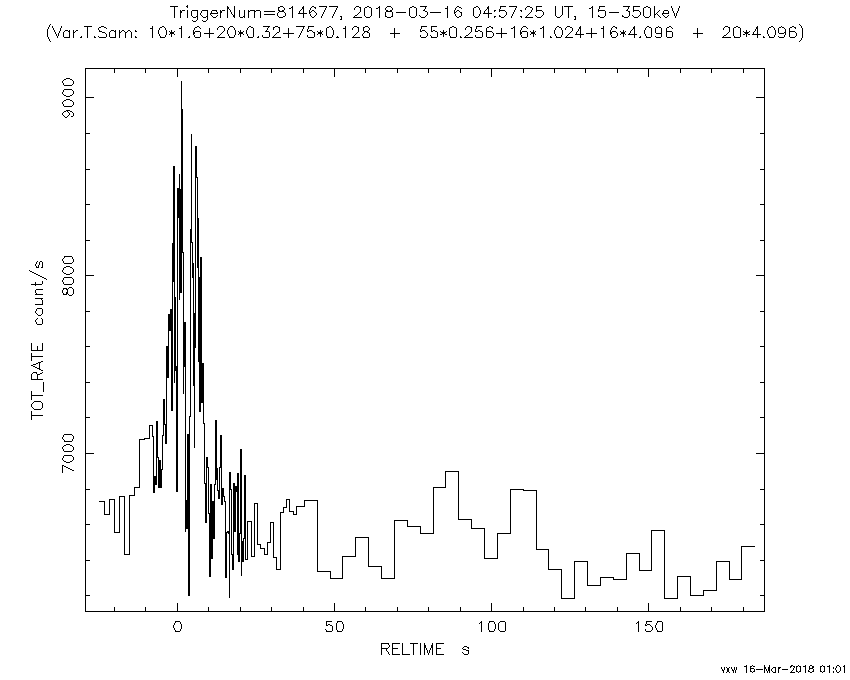 TriggerNum=814677, 2018-03-16 04:57:25 UT, 15-350keV
(Var.T.Sam: 10*1.6+20*0.32+75*0.128 + 55*0.256+16*1.024+16*4.096 + 20*4.096)
9000
8000
7000
TOT_RATE count/s
0 50 100 150
RELTIME s
vxw 16-Mar-2018 01:01